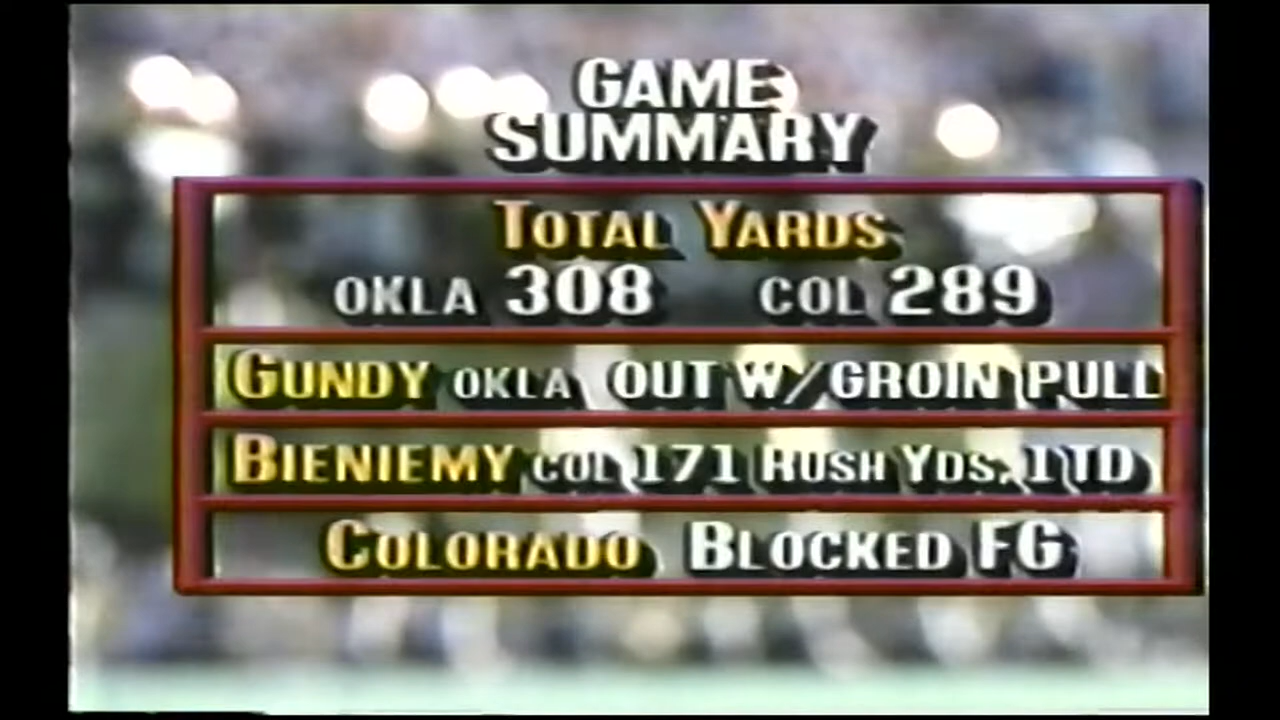 GAME
SUMMARY
TOTAL YARDS
OKLA 308 COL 289
GUNDY OKLA OUT W/GROIN PULL
BIENIEMY COL 171 RUSH YDS, 1 TD
COLORADO BLOCKED FG